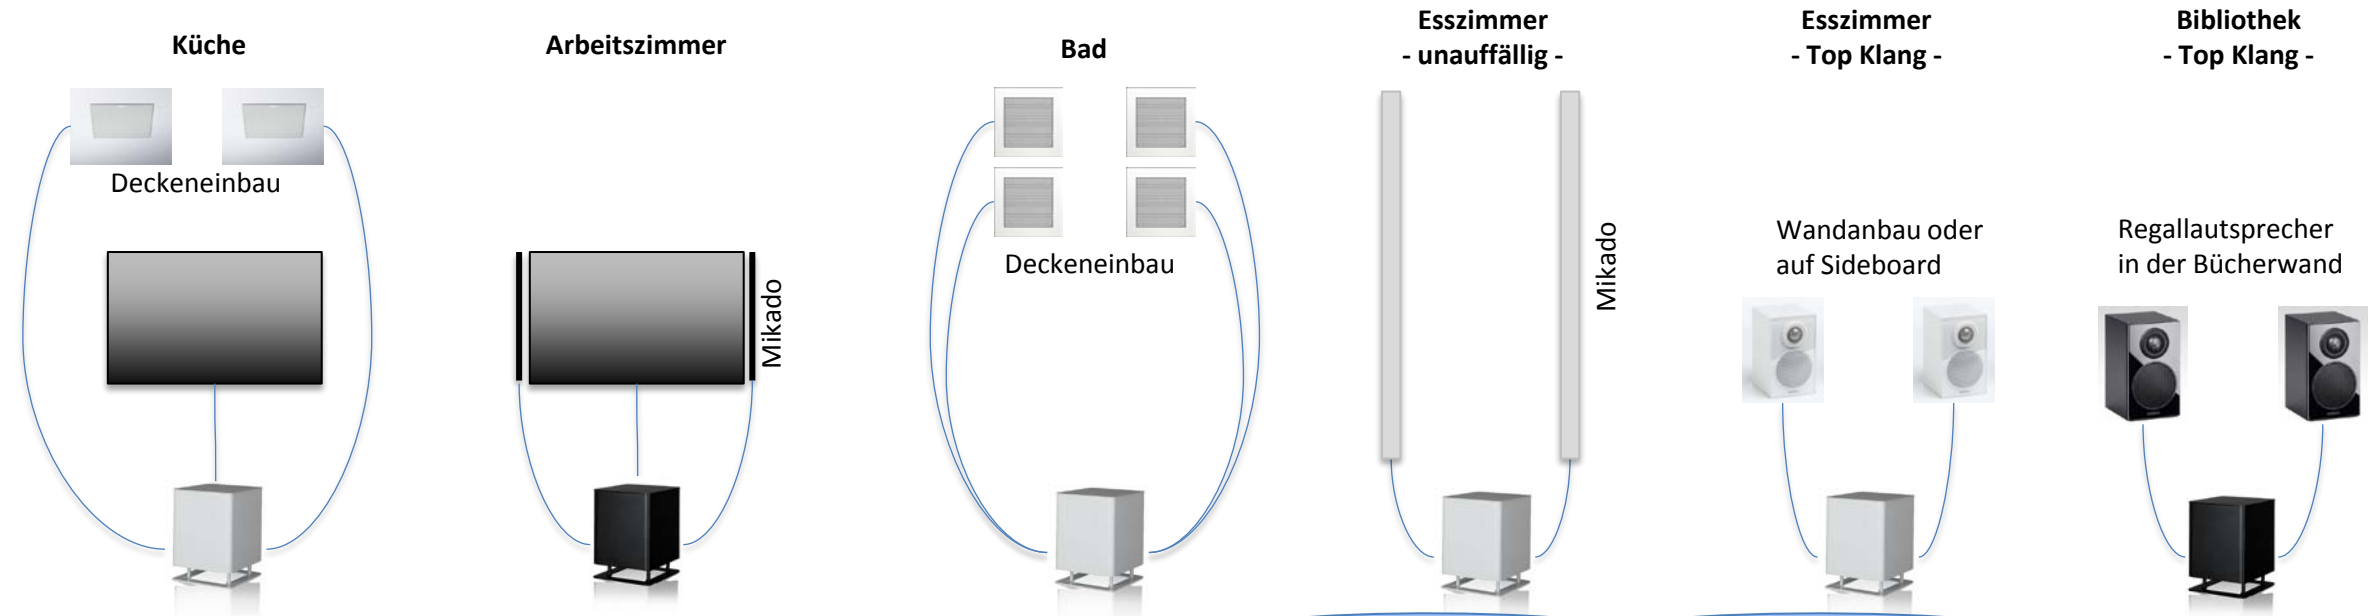 Küche
Deckeneinbau
Arbeitszimmer
Mikado
Bad
Deckeneinbau
Esszimmer
- unauffällig -
Mikado
Esszimmer
- Top Klang -
Wandanbau oder
auf Sideboard
Bibliothek
- Top Klang -
Regallautsprecher
in der Bücherwand